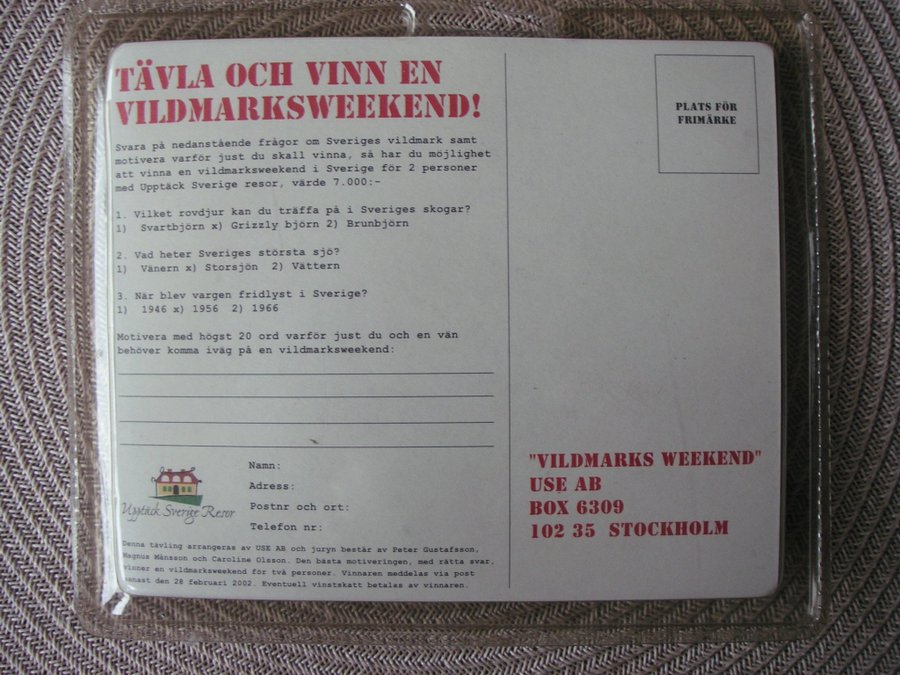 TÄVLA OCH VINN EN
VILDMARKSWEEKEND!
Svara på nedanstående frågor om Sveriges vildmark samt
motivera varför just du skall vinna, så har du möjlighet
att vinna en vildmarksweekend i Sverige för 2 personer
med Upptäck Sverige resor, värde 7.000:-
1. Vilket rovdjur kan du träffa på i Sveriges skogar?
1) Svartbjörn x) Grizzly björn 2) Brunbjörn
2. Vad heter Sveriges största sjö?
1) Vänern x) Storsjön 2) Vättern
3. När blev vargen fridlyst i Sverige?
1) 1946 x) 1956 2) 1966
Motivera med högst 20 ord varför just du och en vän
behöver komma iväg på en vildmarksweekend:
Upptäck Sverige Resor
Namn:
Adress:
Postnr och ort:
Telefon nr:
Denna tävling arrangeras av USE AB och juryn består av Peter Gustafsson,
Magnus Månsson och Caroline Olsson. Den bästa motiveringen, med rätta svar,
vinner en vildmarksweekend för två personer. Vinnaren meddelas via post
senast den 28 februari 2002. Eventuell vinstskatt betalas av vinnaren.
PLATS FÖR
FRIMÄRKE
"VILDMARKS WEEKEND"
USE AB
BOX 6309
102 35 STOCKHOLM